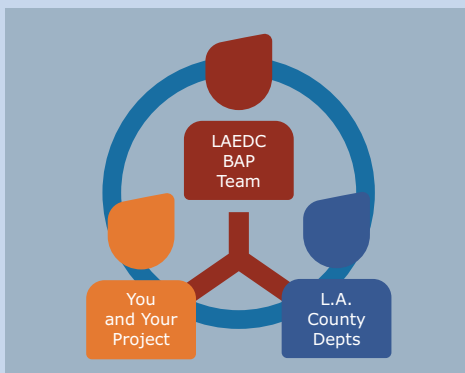 LAEDC
BAP
Team
You
and Your
Project
L.A.
County
Depts